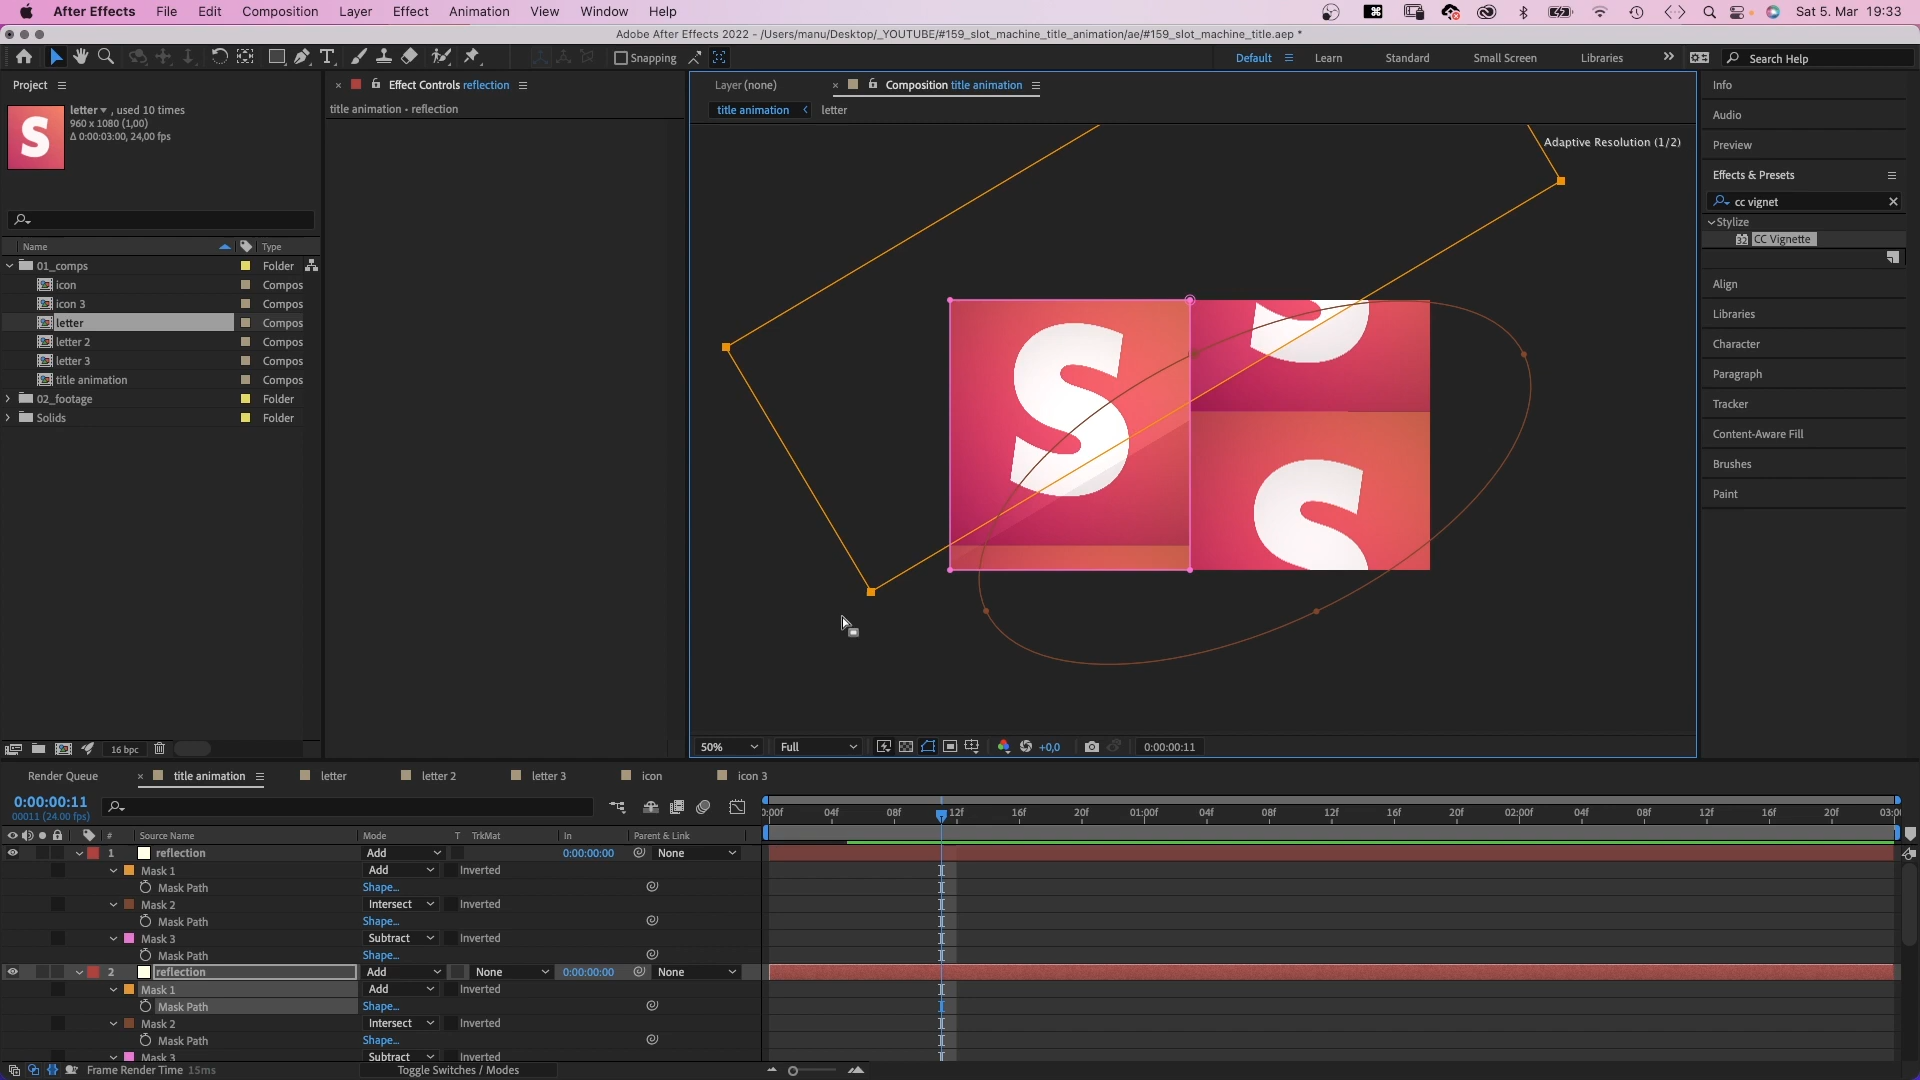 After Effects File Edit Composition Layer Effect Animation View Window Help Sat 5. Mar 19:33
Adobe After Effects 2022 - /Users/manu/Desktop/_YOUTUBE/#159_slot_machine_title_animation/ae/#159_slot_machine_title.aep *
Snapping Default Learn Standard Small Screen Libraries Search Help
Project Effect Controls reflection Layer (none) Composition title animation Info
letter , used 10 times title animation • reflection title animation letter
960 x 1080 (1,00)
Δ 0:00:03:00, 24,00 fps
Audio
Adaptive Resolution (1/2) Preview
Effects & Presets
cc vignet
Stylize
32 CC Vignette
S
Name Type
01_comps Folder
icon Compos
icon 3 Compos
letter Compos
letter 2 Compos
letter 3 Compos
title animation Compos
02_footage Folder
Solids Folder
S S
S
Align
Libraries
Character
Paragraph
Tracker
Content-Aware Fill
Brushes
Paint
16 bpc 50% Full +0,0 0:00:00:11
Render Queue title animation letter letter 2 letter 3 icon icon 3
0:00:00:11
00011 (24.00 fps)
:00f 04f 08f 12f 16f 20f 01:00f 04f 08f 12f 16f 20f 02:00f 04f 08f 12f 16f 20f 03:0
# Source Name Mode T TrkMat In Parent & Link
1 reflection Add 0:00:00:00 None
Mask 1 Add Inverted
Mask Path Shape...
Mask 2 Intersect Inverted
Mask Path Shape...
Mask 3 Subtract Inverted
Mask Path Shape...
2 reflection Add None 0:00:00:00 None
Mask 1 Add Inverted
Mask Path Shape...
Mask 2 Intersect Inverted
Mask Path Shape...
Mask 3 Subtract Inverted
Frame Render Time 15ms Toggle Switches / Modes